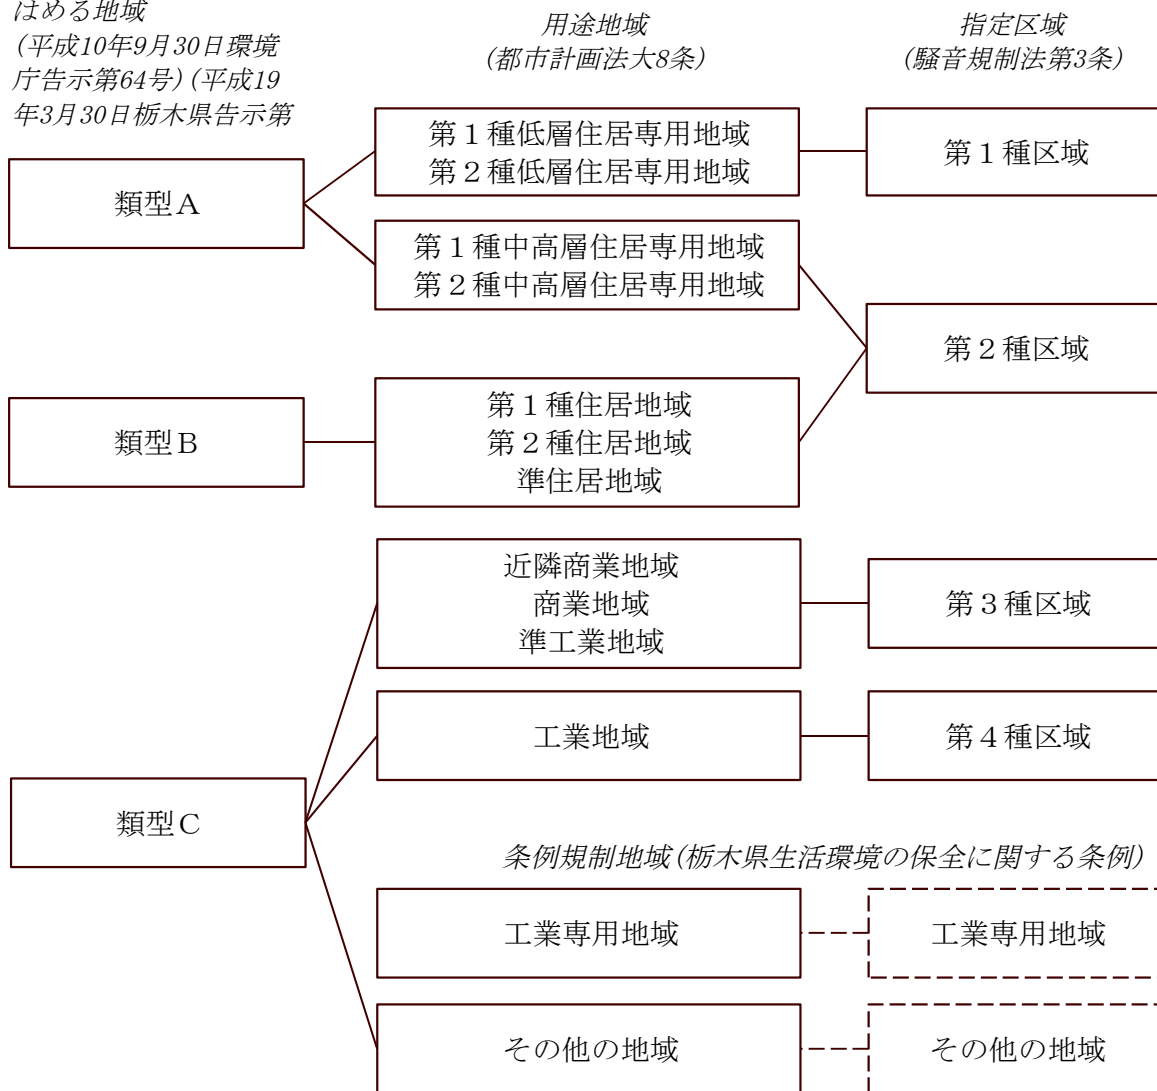 はめる地域
(平成10年9月30日環境
庁告示第64号)(平成19
年3月30日栃木県告示第
用途地域
(都市計画法大8条)
指定区域
(騒音規制法第3条)
類型Ａ
第１種低層住居専用地域
第２種低層住居専用地域
第１種区域
第１種中高層住居専用地域
第２種中高層住居専用地域
第２種区域
類型Ｂ
第１種住居地域
第２種住居地域
準住居地域
近隣商業地域
商業地域
準工業地域
第３種区域
工業地域
第４種区域
類型Ｃ
条例規制地域(栃木県生活環境の保全に関する条例)
工業専用地域
工業専用地域
その他の地域
その他の地域